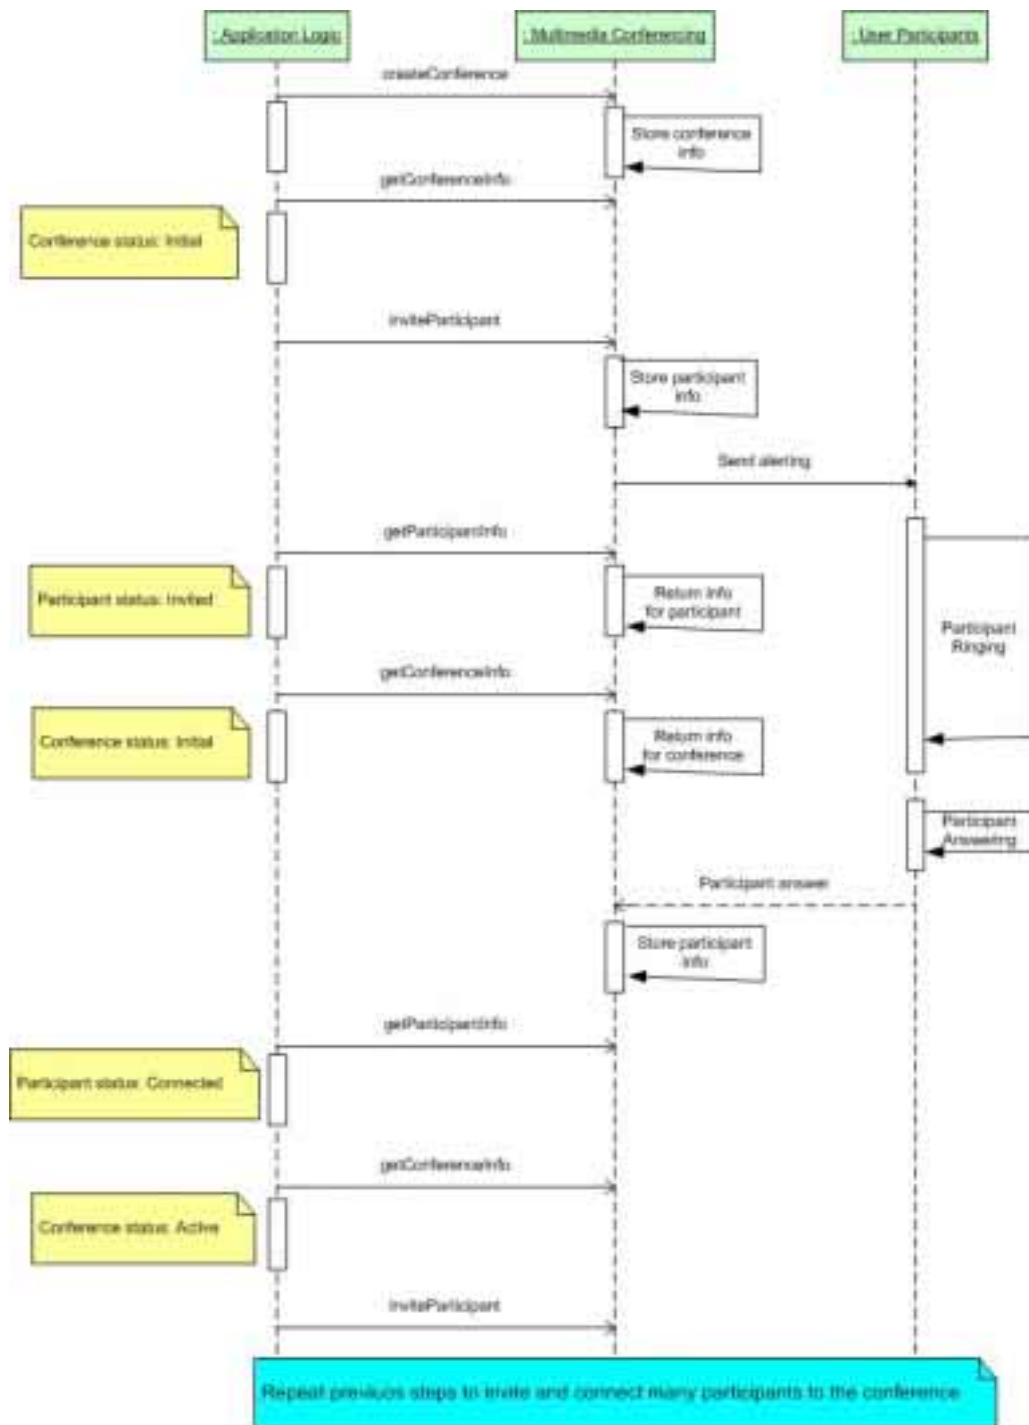 : Application Logic
: Multimedia Conferencing
: User Participants
createConference
Store conference
info
getConferenceInfo
Conference status: Initial
inviteParticipant
Store participant
info
Send alerting
getParticipantInfo
Participant status: Invited
Return info
for participant
Participant
Ringing
getConferenceInfo
Conference status: Initial
Return info
for conference
Participant
Answering
Participant answer
Store participant
info
getParticipantInfo
Participant status: Connected
getConferenceInfo
Conference status: Active
inviteParticipant
Repeat previuos steps to invite and connect many participants to the conference